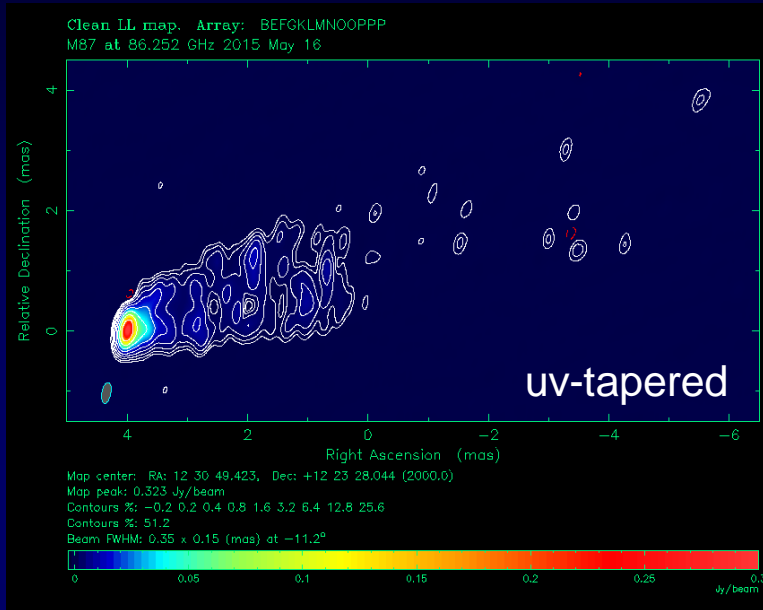 Clean LL map. Array: BEFGKLMNOOPPP
M87 at 86.252 GHz 2015 May 16
Relative Declination (mas)
4
2
0
uv-tapered
4 2 0 −2 −4 −6
Right Ascension (mas)
Map center: RA: 12 30 49.423, Dec: +12 23 28.044 (2000.0)
Map peak: 0.323 Jy/beam
Contours %: −0.2 0.2 0.4 0.8 1.6 3.2 6.4 12.8 25.6
Contours %: 51.2
Beam FWHM: 0.35 x 0.15 (mas) at −11.2°
0 0.05 0.1 0.15 0.2 0.25 0.3
Jy/beam